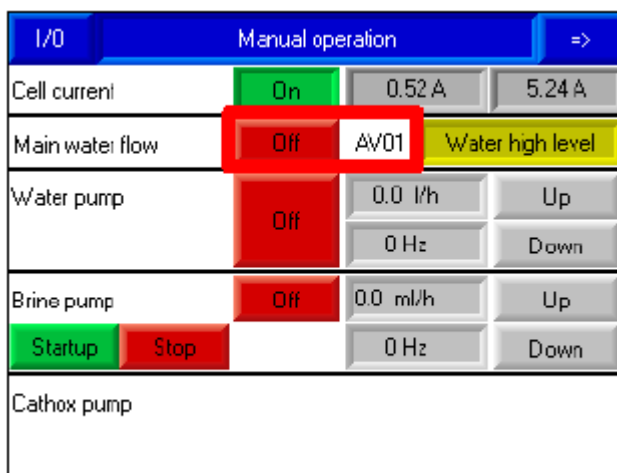 I/O Manual operation =>
Cell current On 0.52 A 5.24 A
Main water flow Off AV01 Water high level
Water pump Off 0.0 l/h Up
0 Hz Down
Brine pump Off 0.0 ml/h Up
Startup Stop 0 Hz Down
Cathox pump